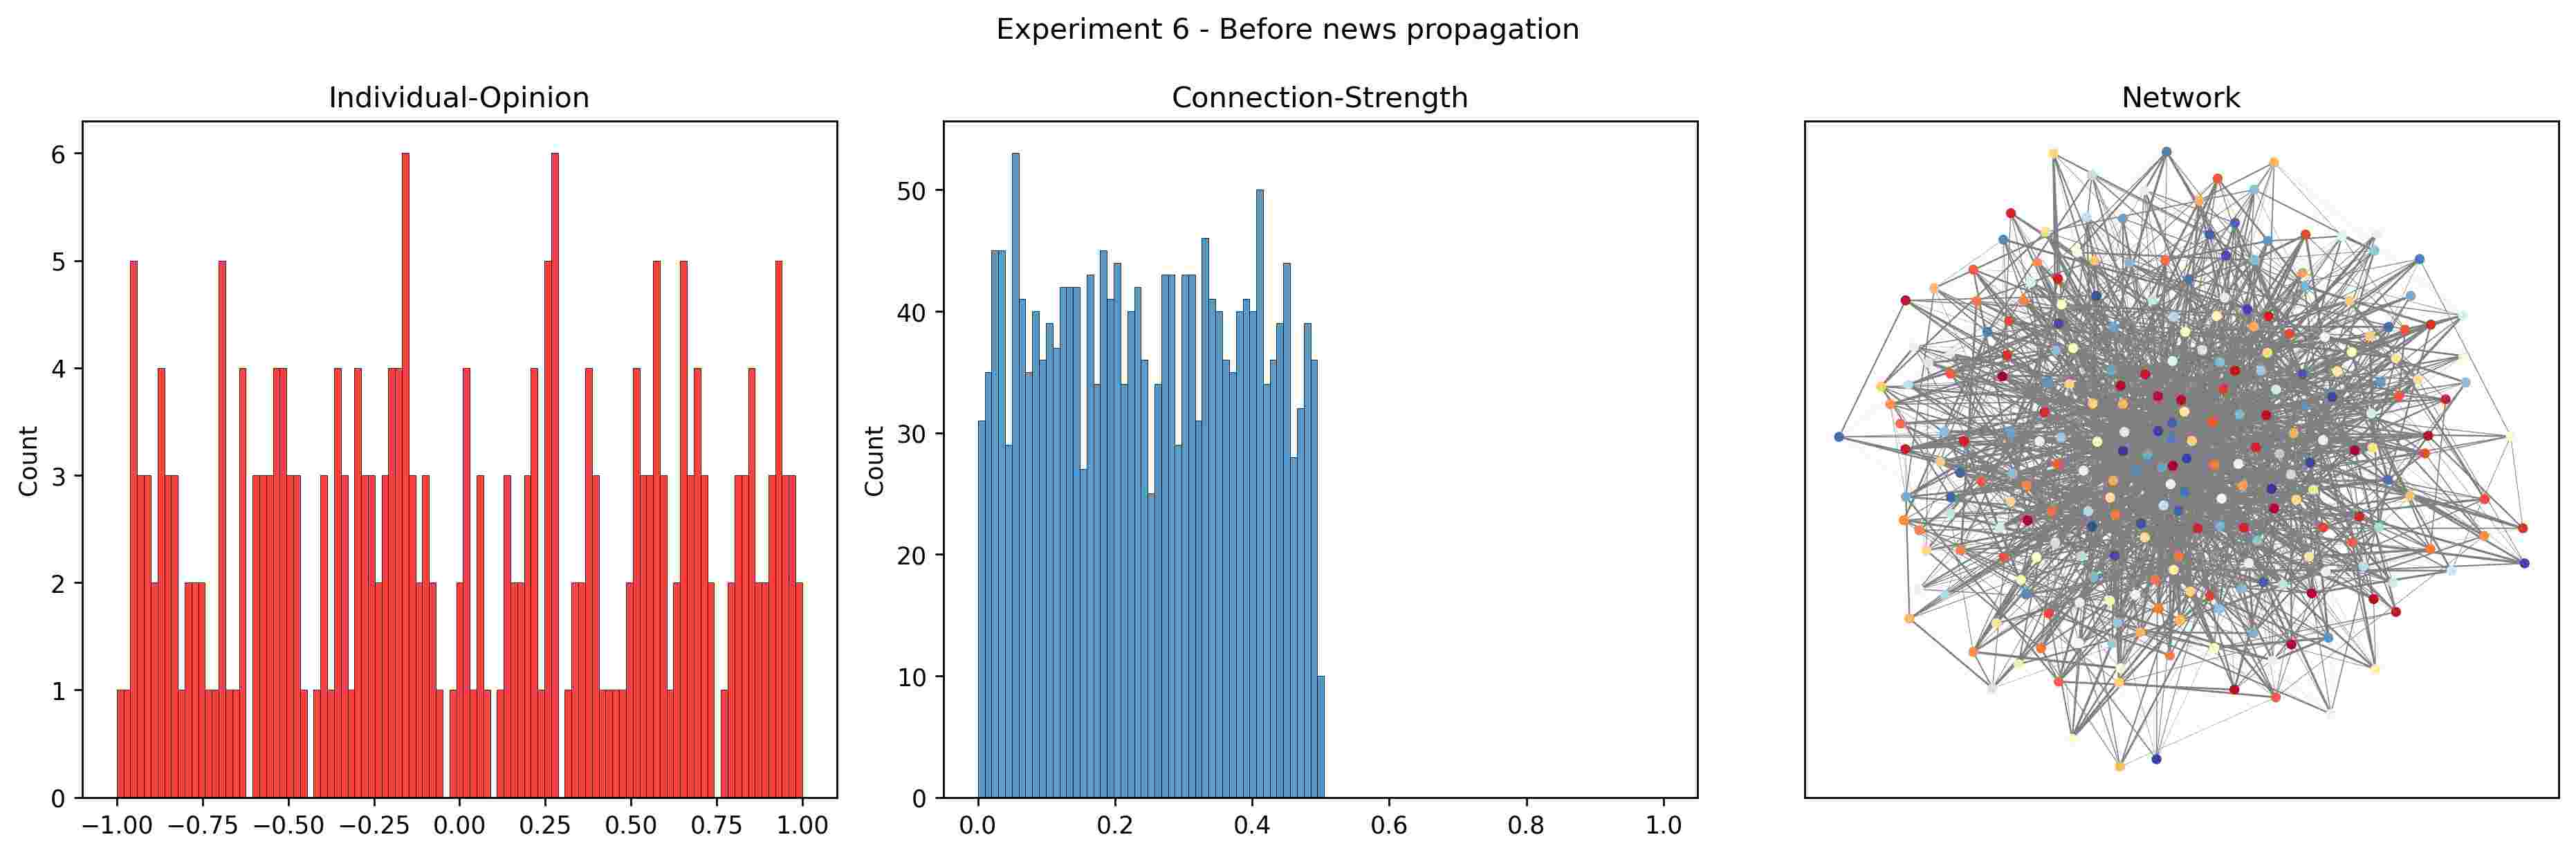 Experiment 6 - Before news propagation
Individual-Opinion
Count
6
5
4
3
2
1
0
−1.00 −0.75 −0.50 −0.25 0.00 0.25 0.50 0.75 1.00
Connection-Strength
Count
50
40
30
20
10
0
0.0 0.2 0.4 0.6 0.8 1.0
Network